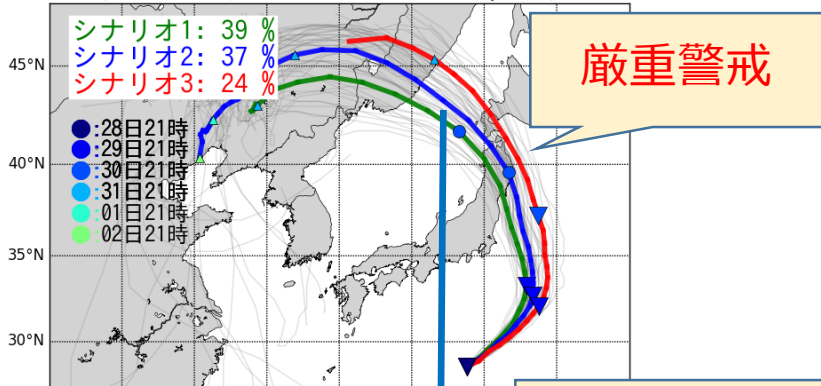 シナリオ1: 39 %
シナリオ2: 37 %
シナリオ3: 24 %
厳重警戒
45°N
:28日21時
:29日21時
:30日21時
:31日21時
:01日21時
:02日21時
40°N
35°N
30°N